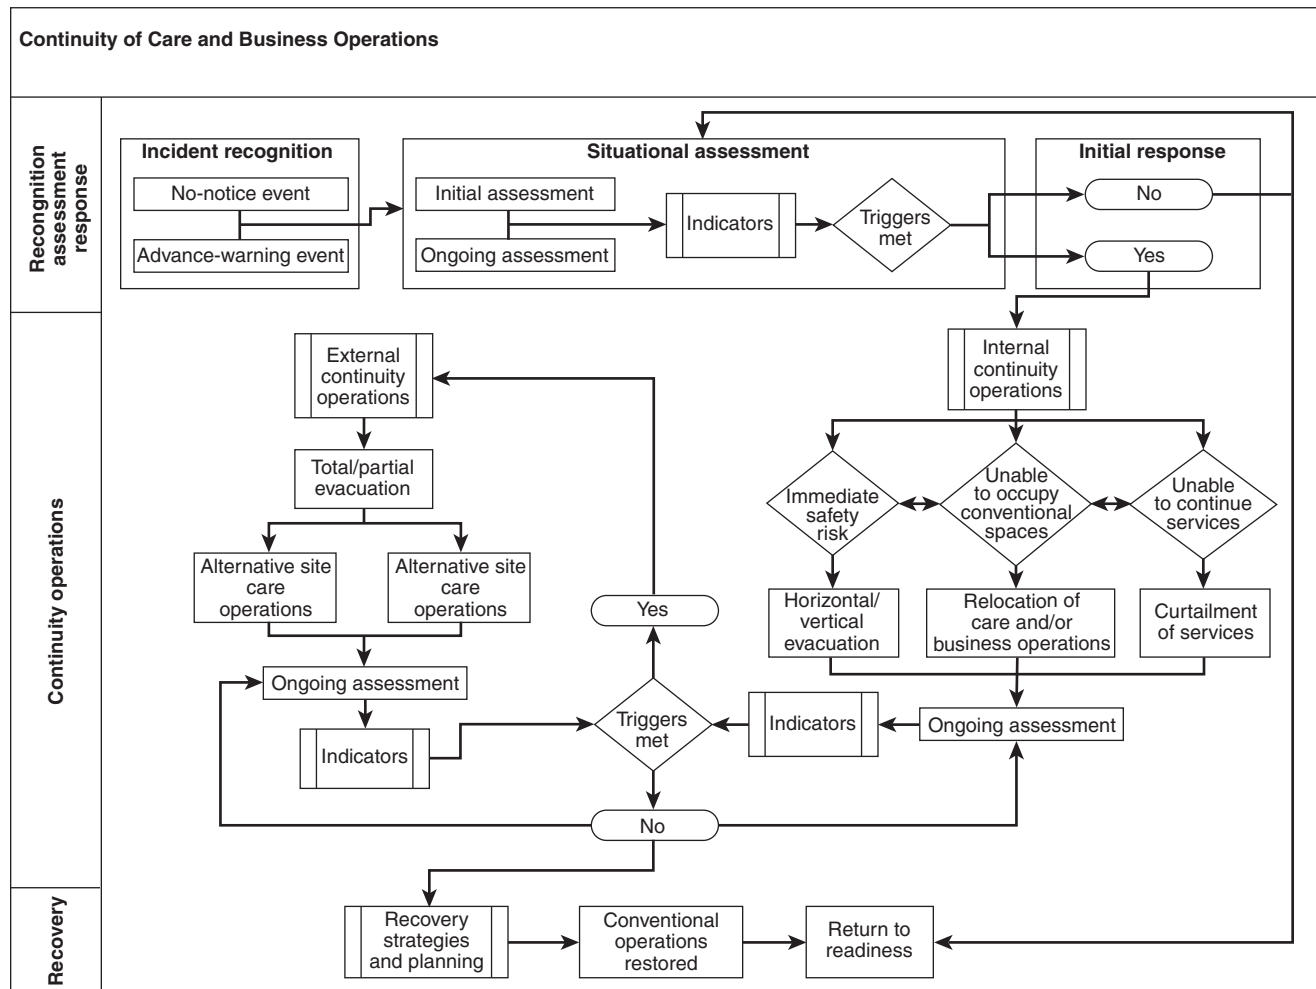 Continuity of Care and Business Operations
Recongnition
assessment
response
Incident recognition
No-notice event
Advance-warning event
Situational assessment
Initial assessment
Ongoing assessment
Indicators
Triggers
met
Initial response
No
Yes
Continuity operations
External
continuity
operations
Total/partial
evacuation
Alternative site
care
operations
Alternative site
care
operations
Ongoing assessment
Indicators
Yes
Triggers
met
No
Internal
continuity
operations
Immediate
safety
risk
Unable
to occupy
conventional
spaces
Unable
to continue
services
Horizontal/
vertical
evacuation
Relocation of
care and/or
business operations
Curtailment
of services
Indicators
Ongoing assessment
Recovery
Recovery
strategies
and planning
Conventional
operations
restored
Return to
readiness